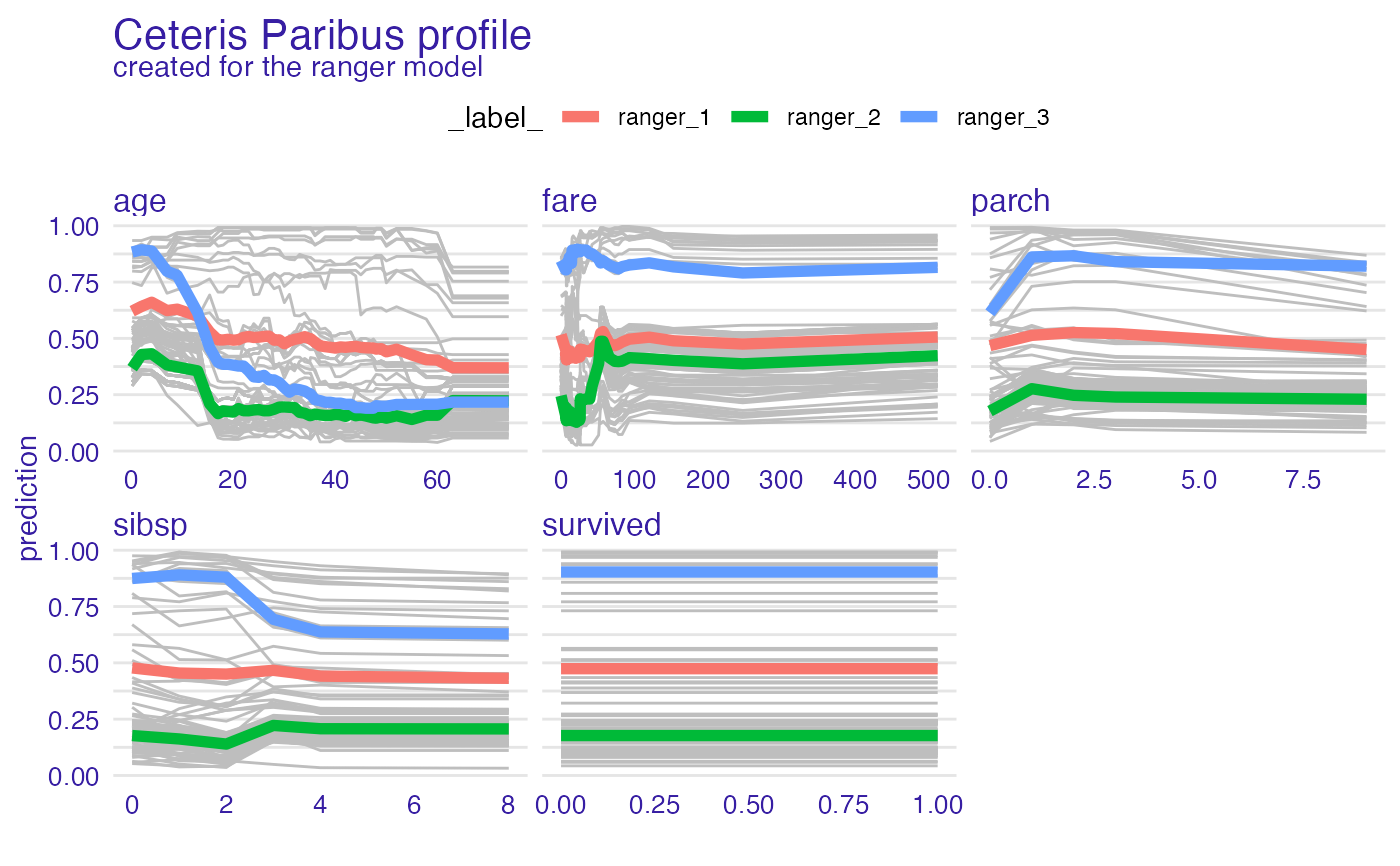 Ceteris Paribus profile
created for the ranger model
_label_ ranger_1 ranger_2 ranger_3
age fare parch
1.00
0.75
0.50
0.25
0.00
0 20 40 60 0 100 200 300 400 500 0.0 2.5 5.0 7.5
prediction
sibsp survived
1.00
0.75
0.50
0.25
0.00
0 2 4 6 8 0.00 0.25 0.50 0.75 1.00